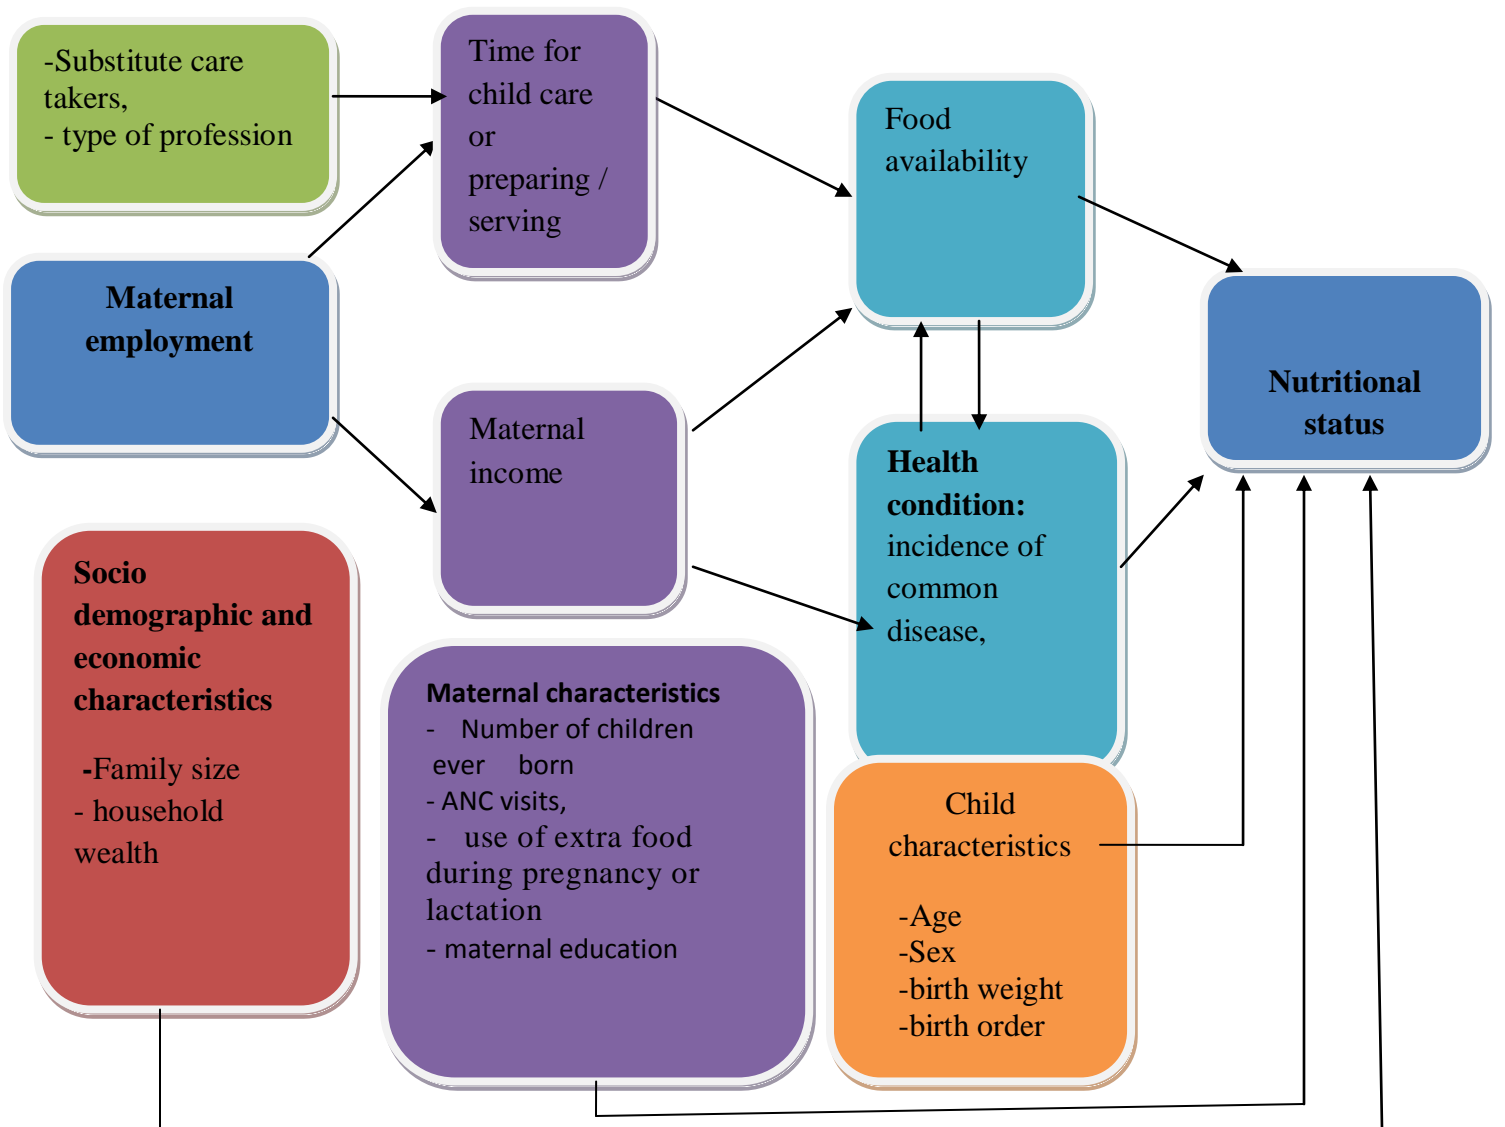 -Substitute care
takers,
- type of profession
Time for
child care
or
preparing /
serving
Food
availability
Maternal
employment
Nutritional
status
Maternal
income
Health
condition:
incidence of
common
disease,
Socio
demographic and
economic
characteristics
-Family size
- household
wealth
Maternal characteristics
- Number of children
ever born
- ANC visits,
- use of extra food
during pregnancy or
lactation
- maternal education
Child
characteristics
-Age
-Sex
-birth weight
-birth order